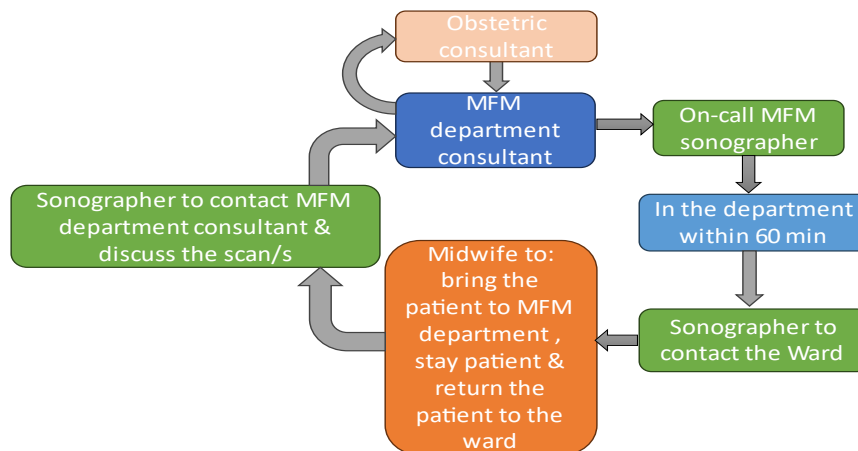 Obstetric
consultant
MFM
department
consultant
On-call MFM
sonographer
In the department
within 60 min
Sonographer to
contact the Ward
Midwife to:
bring the
patient to MFM
department ,
stay patient &
return the
patient to the
ward
Sonographer to contact MFM
department consultant &
discuss the scan/s